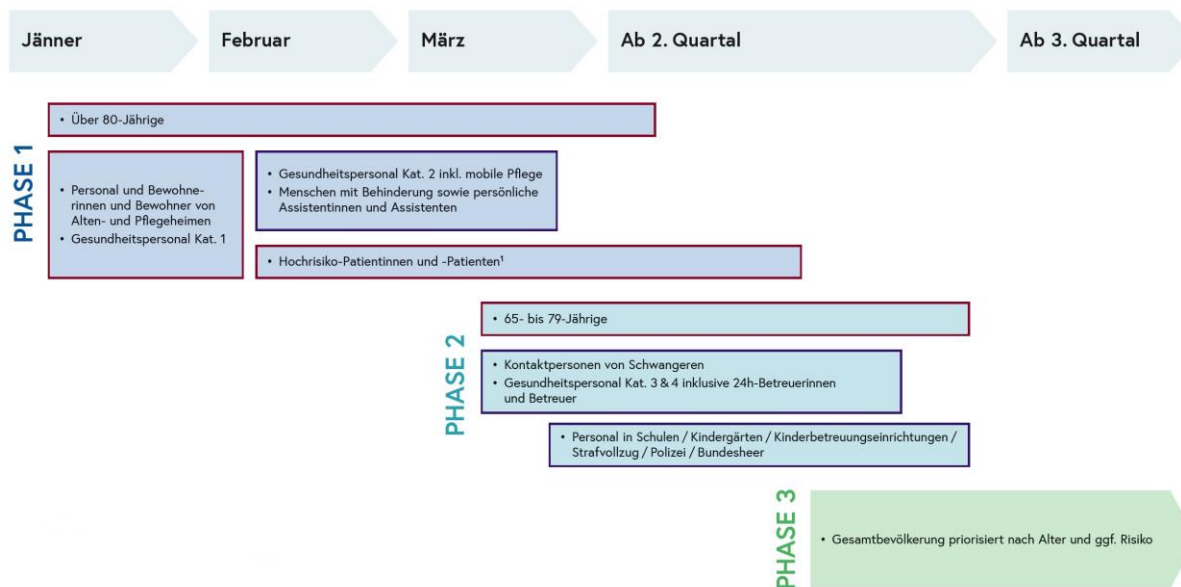 Jänner
Februar
März
Ab 2. Quartal
Ab 3. Quartal
PHASE 1
• Über 80-Jährige
• Personal und Bewohne-
rinnen und Bewohner von
Alten- und Pflegeheimen
• Gesundheitspersonal Kat. 1
• Gesundheitspersonal Kat. 2 inkl. mobile Pflege
• Menschen mit Behinderung sowie persönliche
Assistentinnen und Assistenten
• Hochrisiko-Patientinnen und -Patienten¹
PHASE 2
• 65- bis 79-Jährige
• Kontaktpersonen von Schwangeren
• Gesundheitspersonal Kat. 3 & 4 inklusive 24h-Betreuerinnen
und Betreuer
• Personal in Schulen / Kindergärten / Kinderbetreuungseinrichtungen /
Strafvollzug / Polizei / Bundesheer
PHASE 3
• Gesamtbevölkerung priorisiert nach Alter und ggf. Risiko